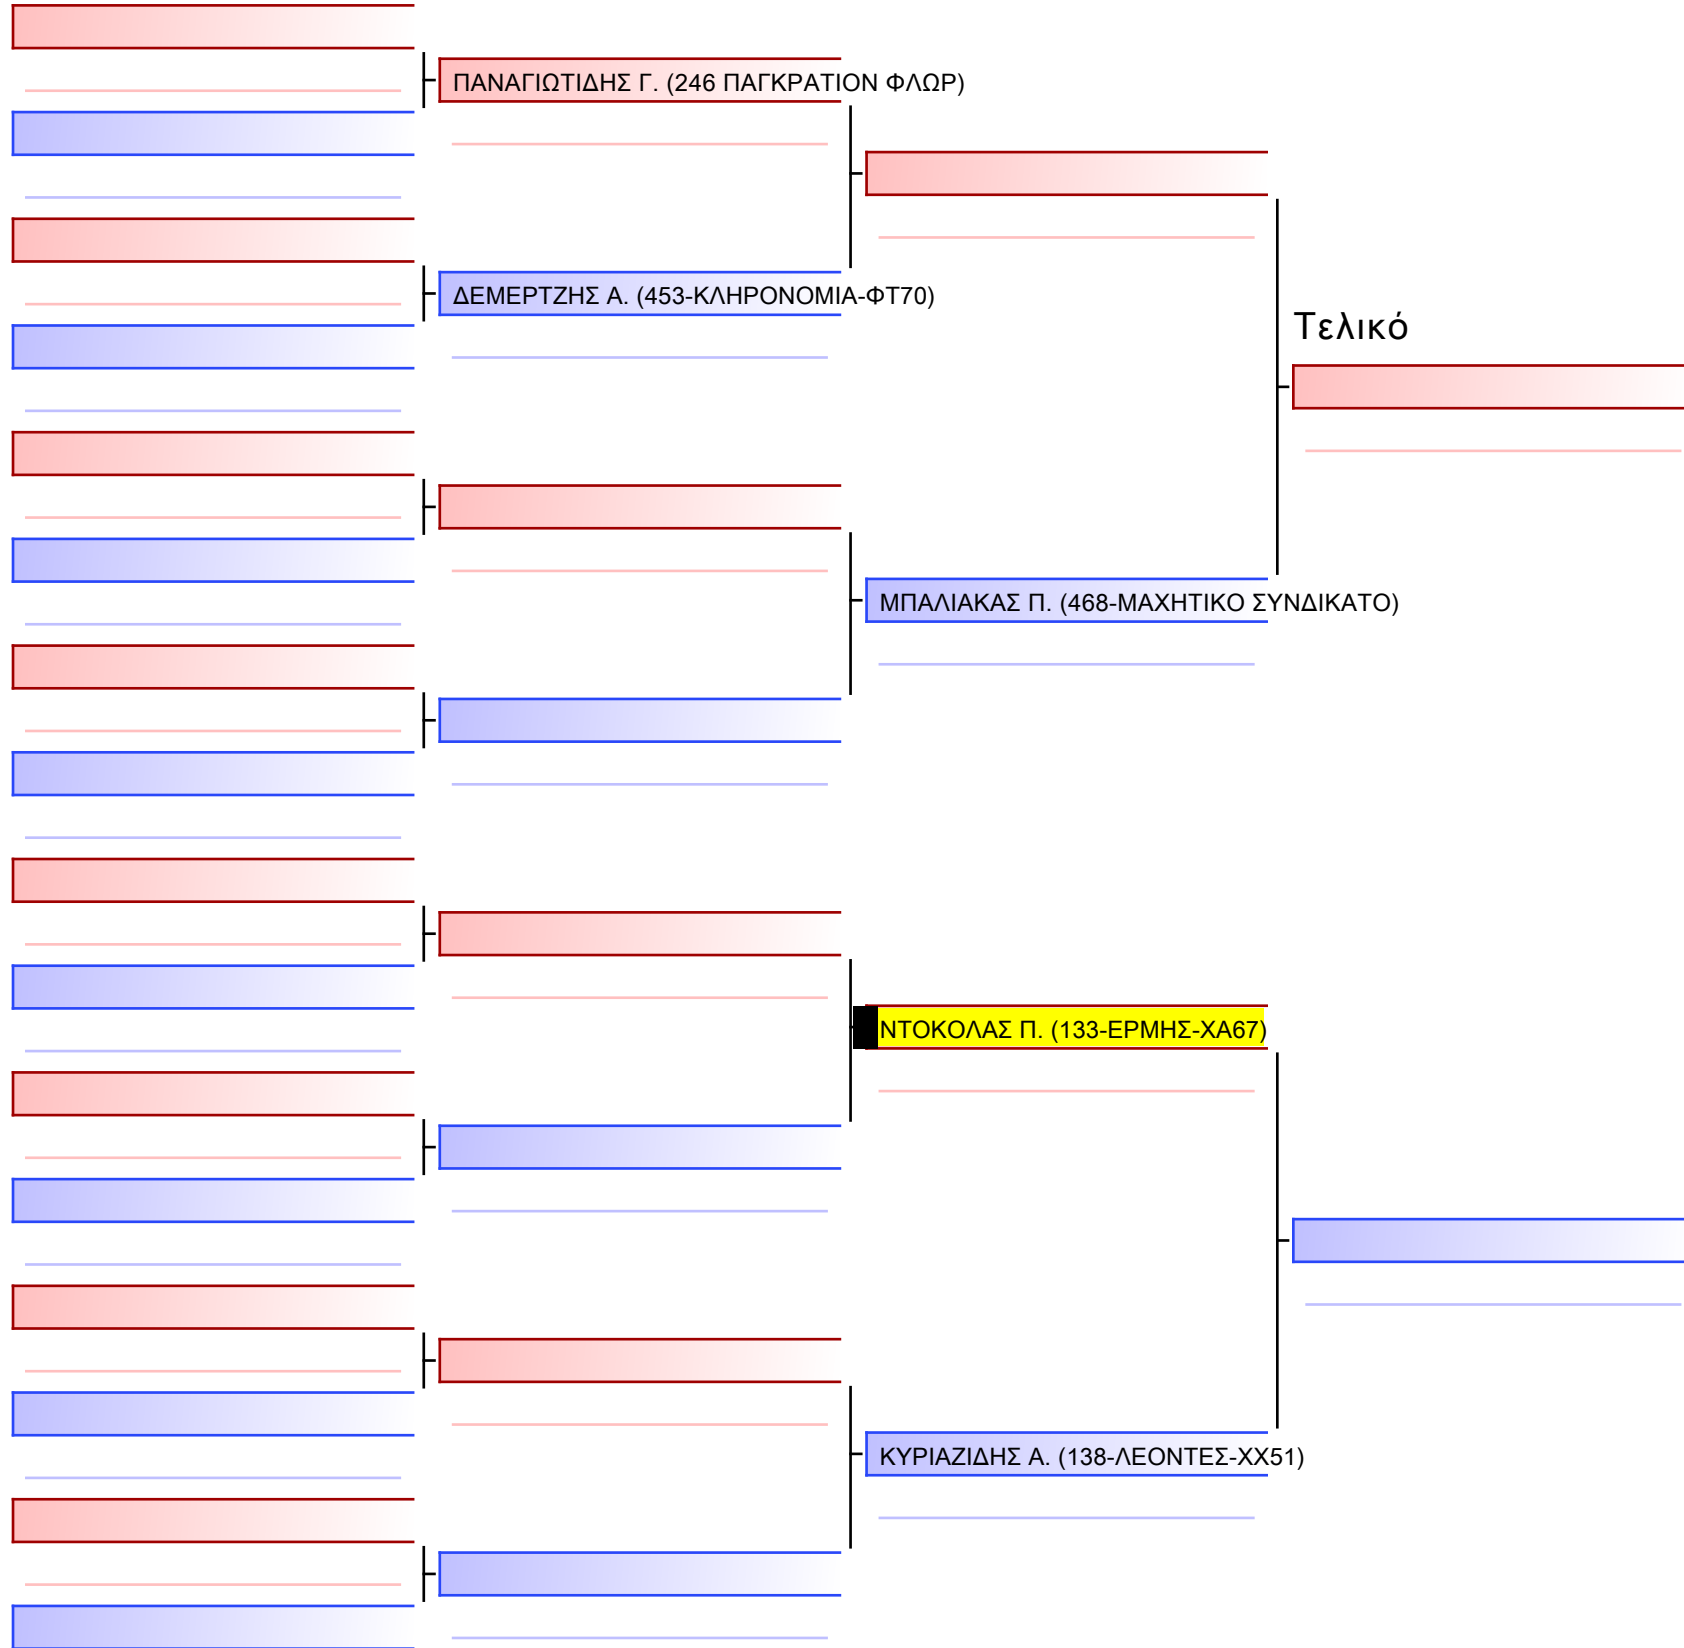 ΠΑΝΑΓΙΩΤΙΔΗΣ Γ. (246 ΠΑΓΚΡΑΤΙΟΝ ΦΛΩΡ)
ΔΕΜΕΡΤΖΗΣ Α. (453-ΚΛΗΡΟΝΟΜΙΑ-ΦΤ70)
Τελικό
ΜΠΑΛΙΑΚΑΣ Π. (468-ΜΑΧΗΤΙΚΟ ΣΥΝΔΙΚΑΤΟ)
ΝΤΟΚΟΛΑΣ Π. (133-ΕΡΜΗΣ-ΧΑ67)
ΚΥΡΙΑΖΙΔΗΣ Α. (138-ΛΕΟΝΤΕΣ-ΧΧ51)